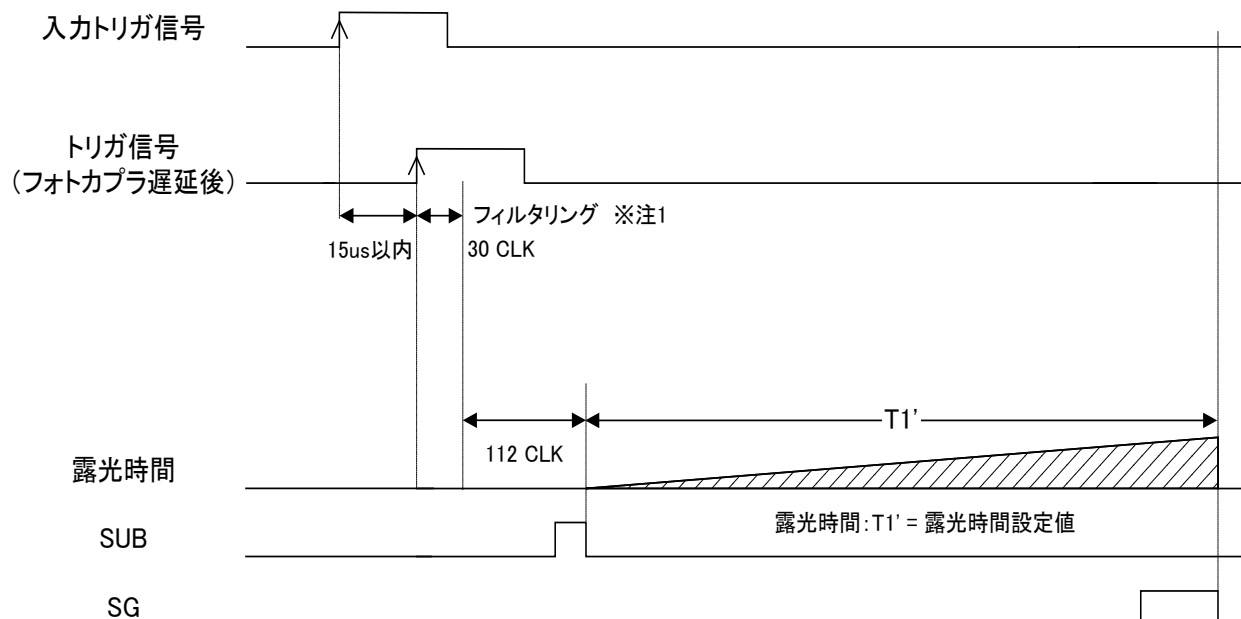 入力トリガ信号
トリガ信号
(フォトカプラ遅延後)
フィルタリング ※注1
15us以内
30 CLK
T1'
112 CLK
露光時間
露光時間:T1' = 露光時間設定値
SUB
SG